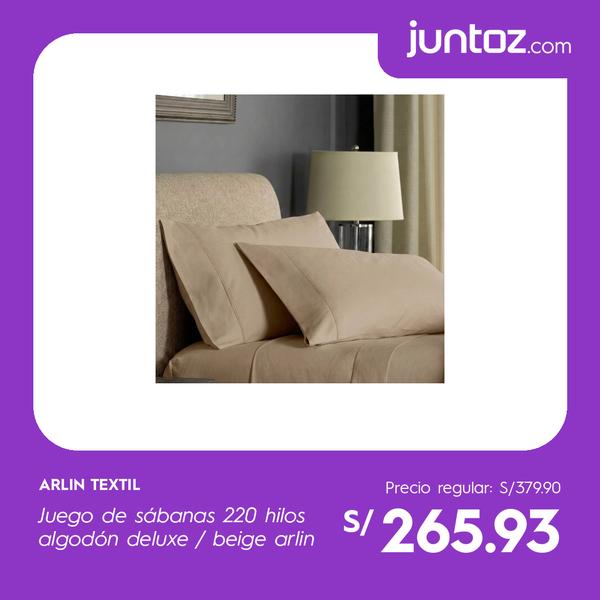 juntoz.com
ARLIN TEXTIL
Juego de sábanas 220 hilos
algodón deluxe / beige arlin
Precio regular: S/379.90
S/ 265.93